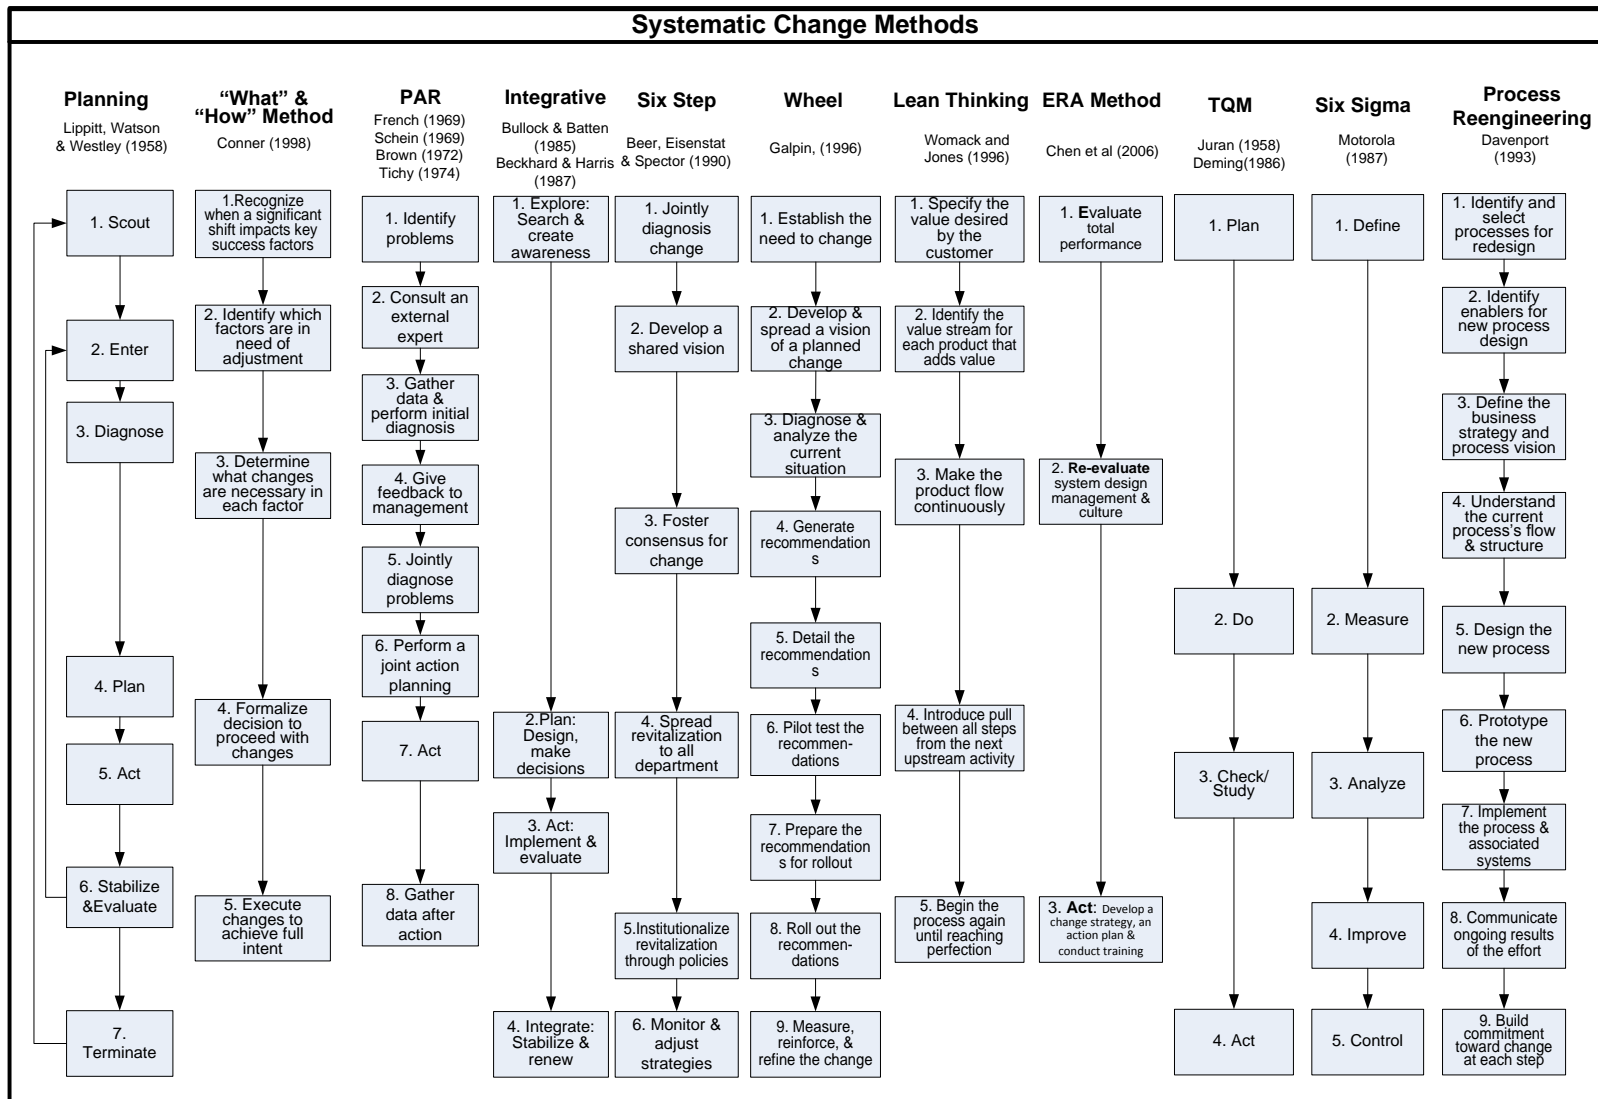 Systematic Change Methods
Planning
Lippitt, Watson
& Westley (1958)
1. Scout
2. Enter
3. Diagnose
4. Plan
5. Act
6. Stabilize
&Evaluate
7.
Terminate
“What” &
“How” Method
Conner (1998)
1.Recognize
when a significant
shift impacts key
success factors
2. Identify which
factors are in
need of
adjustment
3. Determine
what changes
are necessary in
each factor
4. Formalize
decision to
proceed with
changes
5. Execute
changes to
achieve full
intent
PAR
French (1969)
Schein (1969)
Brown (1972)
Tichy (1974)
1. Identify
problems
2. Consult an
external
expert
3. Gather
data &
perform initial
diagnosis
4. Give
feedback to
management
5. Jointly
diagnose
problems
6. Perform a
joint action
planning
7. Act
8. Gather
data after
action
Integrative
Bullock & Batten
(1985)
Beckhard & Harris
(1987)
1. Explore:
Search &
create
awareness
2.Plan:
Design,
make
decisions
3. Act:
Implement &
evaluate
4. Integrate:
Stabilize &
renew
Six Step
Beer, Eisenstat
& Spector (1990)
1. Jointly
diagnosis
change
2. Develop a
shared vision
3. Foster
consensus for
change
4. Spread
revitalization
to all
department
5.Institutionalize
revitalization
through policies
6. Monitor &
adjust
strategies
Wheel
Galpin, (1996)
1. Establish the
need to change
2. Develop &
spread a vision
of a planned
change
3. Diagnose &
analyze the
current
situation
4. Generate
recommendation
s
5. Detail the
recommendation
s
6. Pilot test the
recommen-
dations
7. Prepare the
recommendation
s for rollout
8. Roll out the
recommen-
dations
9. Measure,
reinforce, &
refine the change
Lean Thinking
Womack and
Jones (1996)
1. Specify the
value desired
by the
customer
2. Identify the
value stream for
each product that
adds value
3. Make the
product flow
continuously
4. Introduce pull
between all steps
from the next
upstream activity
5. Begin the
process again
until reaching
perfection
ERA Method
Chen et al (2006)
1. Evaluate
total
performance
2. Re-evaluate
system design
management &
culture
3. Act: Develop a
change strategy, an
action plan &
conduct training
TQM
Juran (1958)
Deming(1986)
1. Plan
2. Do
3. Check/
Study
4. Act
Six Sigma
Motorola
(1987)
1. Define
2. Measure
3. Analyze
4. Improve
5. Control
Process
Reengineering
Davenport
(1993)
1. Identify and
select
processes for
redesign
2. Identify
enablers for
new process
design
3. Define the
business
strategy and
process vision
4. Understand
the current
process’s flow
& structure
5. Design the
new process
6. Prototype
the new
process
7. Implement
the process &
associated
systems
8. Communicate
ongoing results
of the effort
9. Build
commitment
toward change
at each step